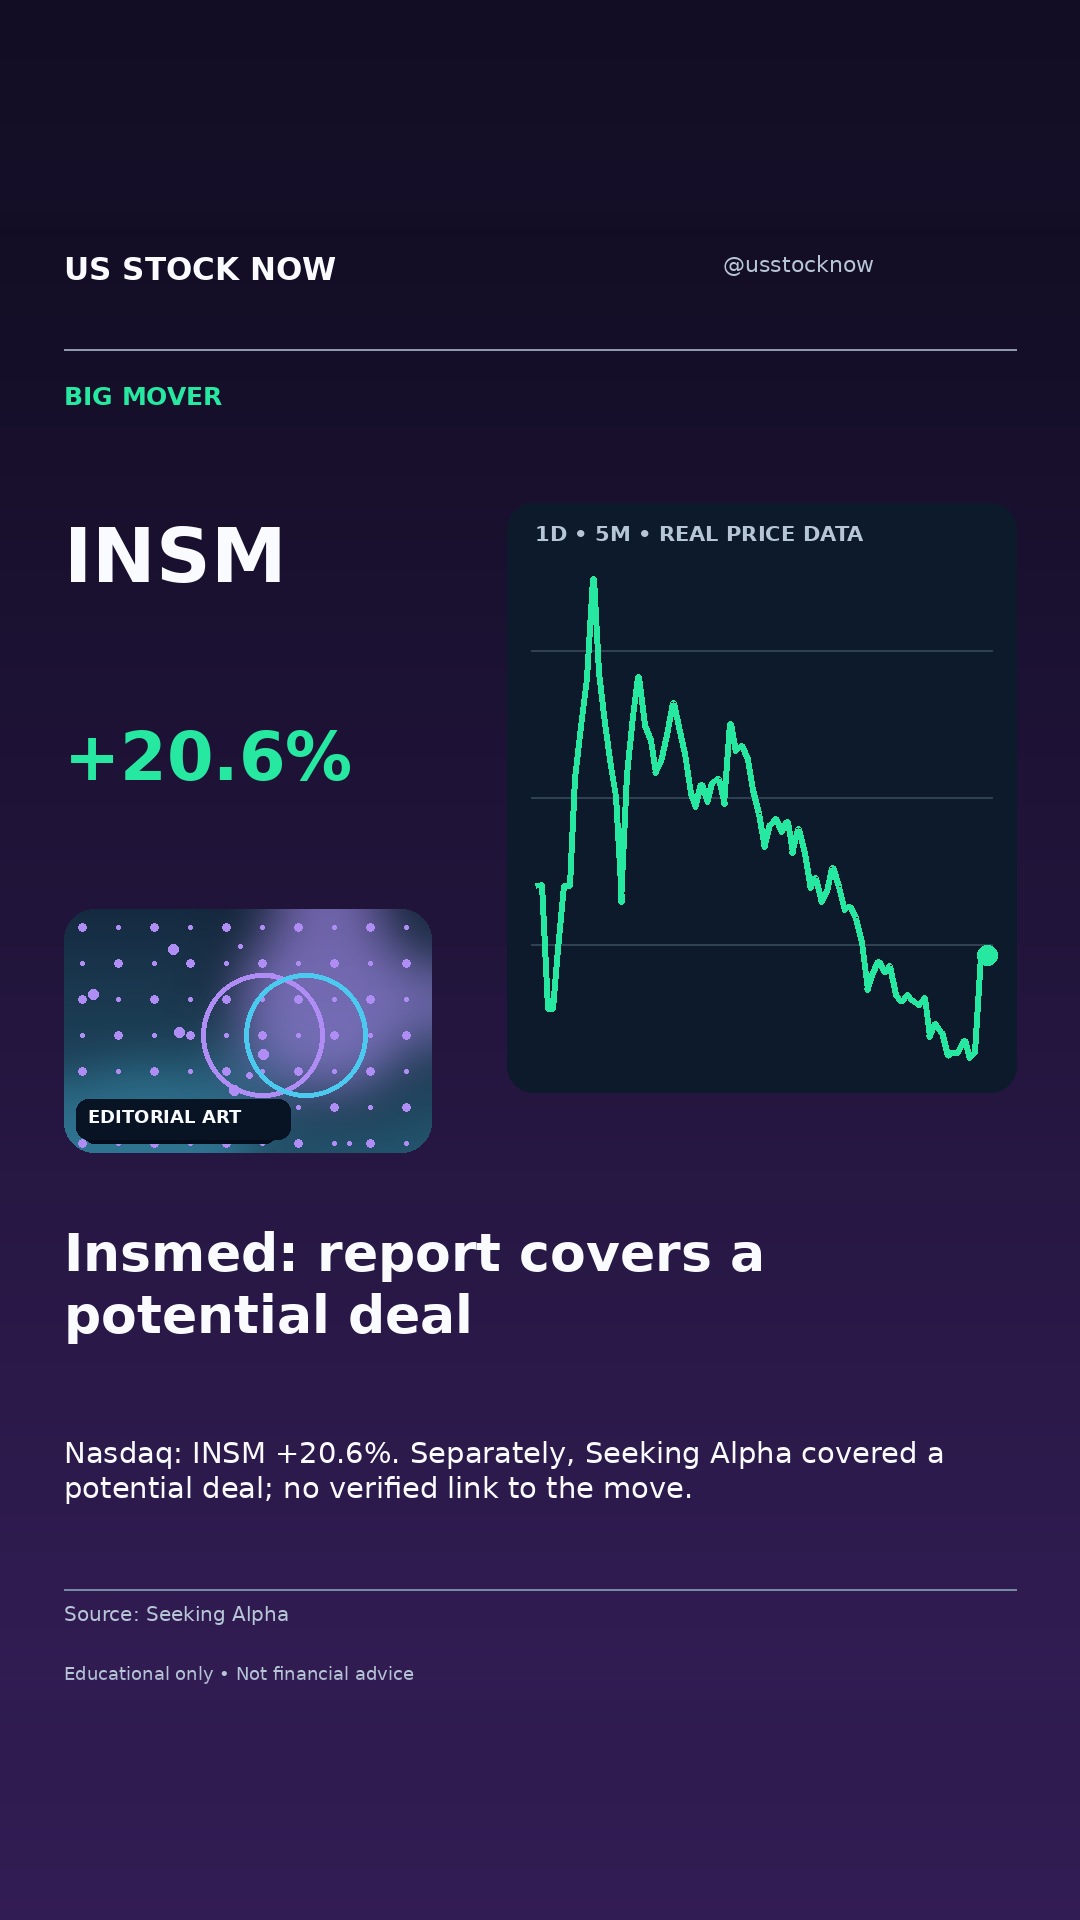 US STOCK NOW
@usstocknow
BIG MOVER
INSM
+20.6%
1D • 5M • REAL PRICE DATA
EDITORIAL ART
Insmed: report covers a
potential deal
Nasdaq: INSM +20.6%. Separately, Seeking Alpha covered a
potential deal; no verified link to the move.
Source: Seeking Alpha
Educational only • Not financial advice